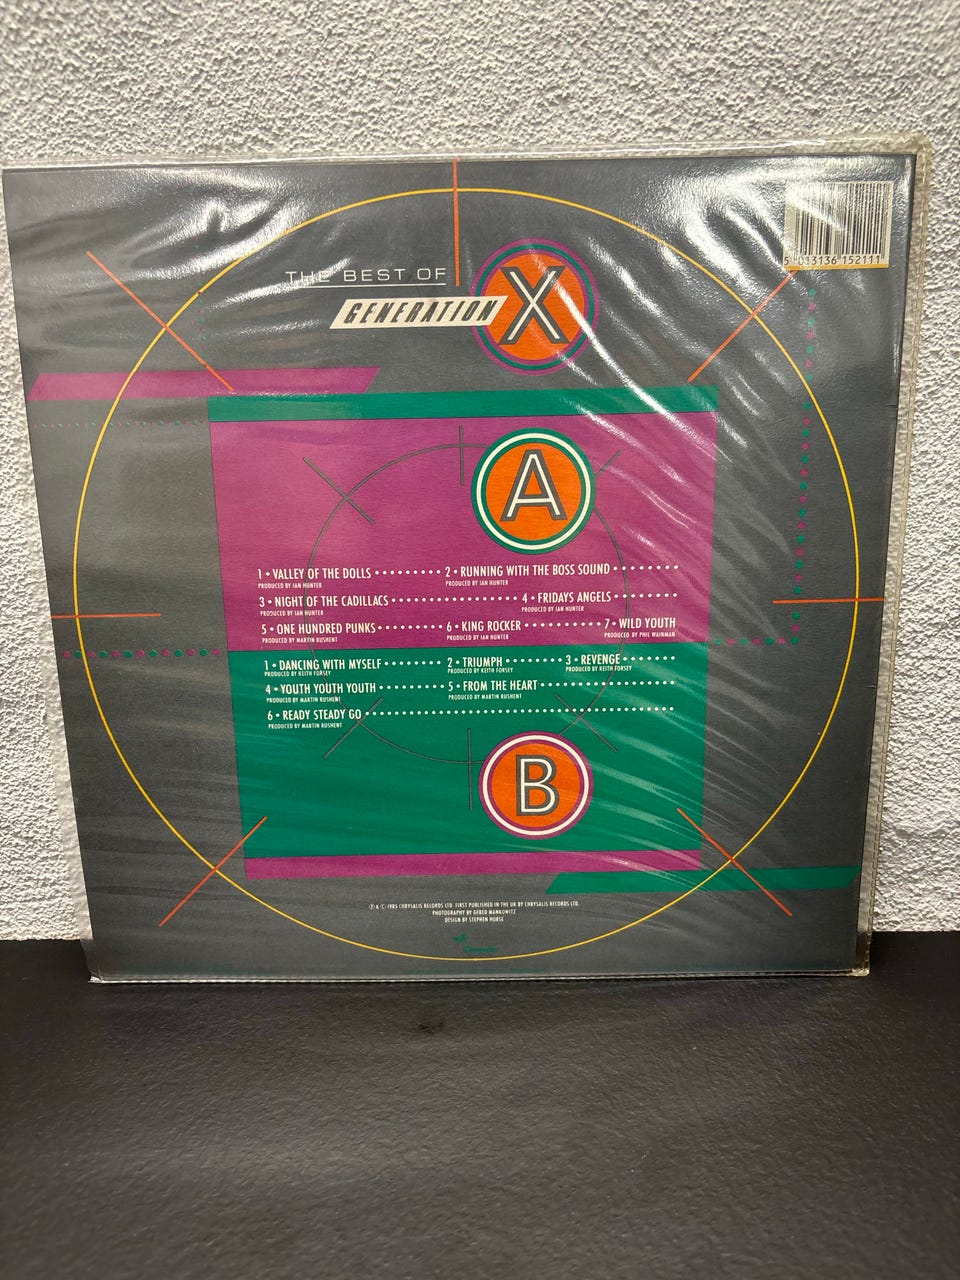 5 013136 152111
THE BEST OF
GENERATION X
A
1 • VALLEY OF THE DOLLS 2 • RUNNING WITH THE BOSS SOUND
PRODUCED BY IAN HUNTER PRODUCED BY IAN HUNTER
3 • NIGHT OF THE CADILLACS 4 • FRIDAYS ANGELS
PRODUCED BY IAN HUNTER PRODUCED BY IAN HUNTER
5 • ONE HUNDRED PUNKS 6 • KING ROCKER 7 • WILD YOUTH
PRODUCED BY MARTIN RUSHENT PRODUCED BY IAN HUNTER PRODUCED BY PHIL WAINMAN
1 • DANCING WITH MYSELF 2 • TRIUMPH 3 • REVENGE
PRODUCED BY KEITH FORSEY PRODUCED BY KEITH FORSEY PRODUCED BY KEITH FORSEY
4 • YOUTH YOUTH YOUTH 5 • FROM THE HEART
PRODUCED BY MARTIN RUSHENT PRODUCED BY MARTIN RUSHENT
6 • READY STEADY GO
PRODUCED BY MARTIN RUSHENT
B
℗ & © 1985 CHRYSALIS RECORDS LTD. FIRST PUBLISHED IN THE UK BY CHRYSALIS RECORDS LTD.
PHOTOGRAPHY BY GERED MANKOWITZ
DESIGN BY STEPHEN HORSE
Chrysalis